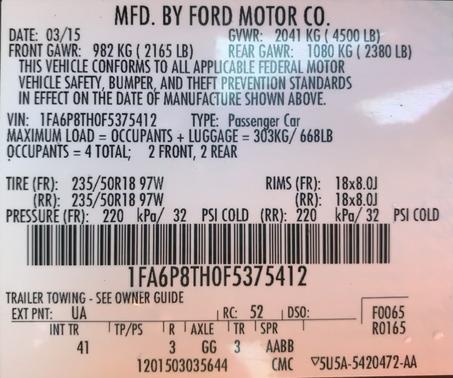 MFD. BY FORD MOTOR CO.
DATE: 03/15 GVWR: 2041 KG ( 4500 LB)
FRONT GAWR: 982 KG ( 2165 LB) REAR GAWR: 1080 KG ( 2380 LB)
THIS VEHICLE CONFORMS TO ALL APPLICABLE FEDERAL MOTOR
VEHICLE SAFETY, BUMPER, AND THEFT PREVENTION STANDARDS
IN EFFECT ON THE DATE OF MANUFACTURE SHOWN ABOVE.
VIN: 1FA6P8TH0F5375412 TYPE: Passenger Car
MAXIMUM LOAD = OCCUPANTS + LUGGAGE = 303KG/ 668LB
OCCUPANTS = 4 TOTAL; 2 FRONT, 2 REAR
TIRE (FR): 235/50R18 97W RIMS (FR): 18x8.0J
(RR): 235/50R18 97W (RR): 18x8.0J
PRESSURE (FR): 220 kPa/ 32 PSI COLD (RR): 220 kPa/ 32 PSI COLD
1FA6P8TH0F5375412
TRAILER TOWING - SEE OWNER GUIDE
EXT PNT: UA RC: 52 DSO: F0065
INT TR TP/PS R AXLE TR SPR R0165
41 3 GG 3 AABB
1201503035644 CMC ▽5U5A-5420472-AA